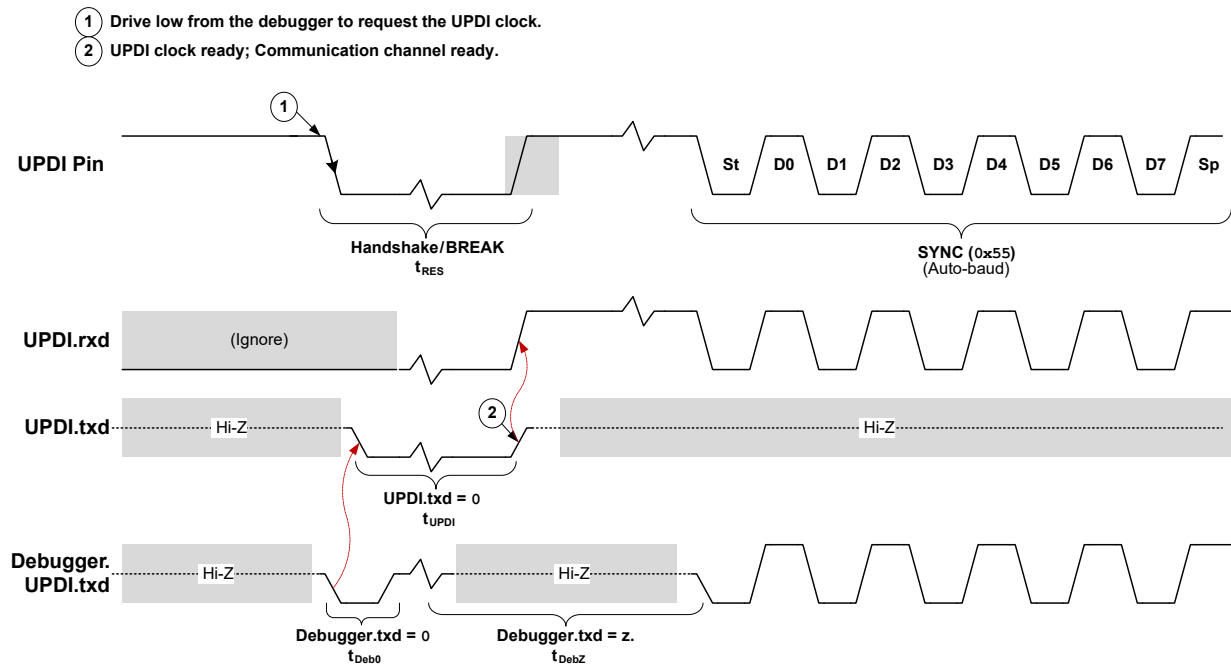 1 Drive low from the debugger to request the UPDI clock.
2 UPDI clock ready; Communication channel ready.
1
UPDI Pin
St D0 D1 D2 D3 D4 D5 D6 D7 Sp
Handshake/BREAK
tRES
SYNC (0x55)
(Auto-baud)
UPDI.rxd
(Ignore)
2
UPDI.txd
Hi-Z
Hi-Z
UPDI.txd = 0
tUPDI
Debugger.
UPDI.txd
Hi-Z
Hi-Z
Debugger.txd = 0
tDeb0
Debugger.txd = z.
tDebZ